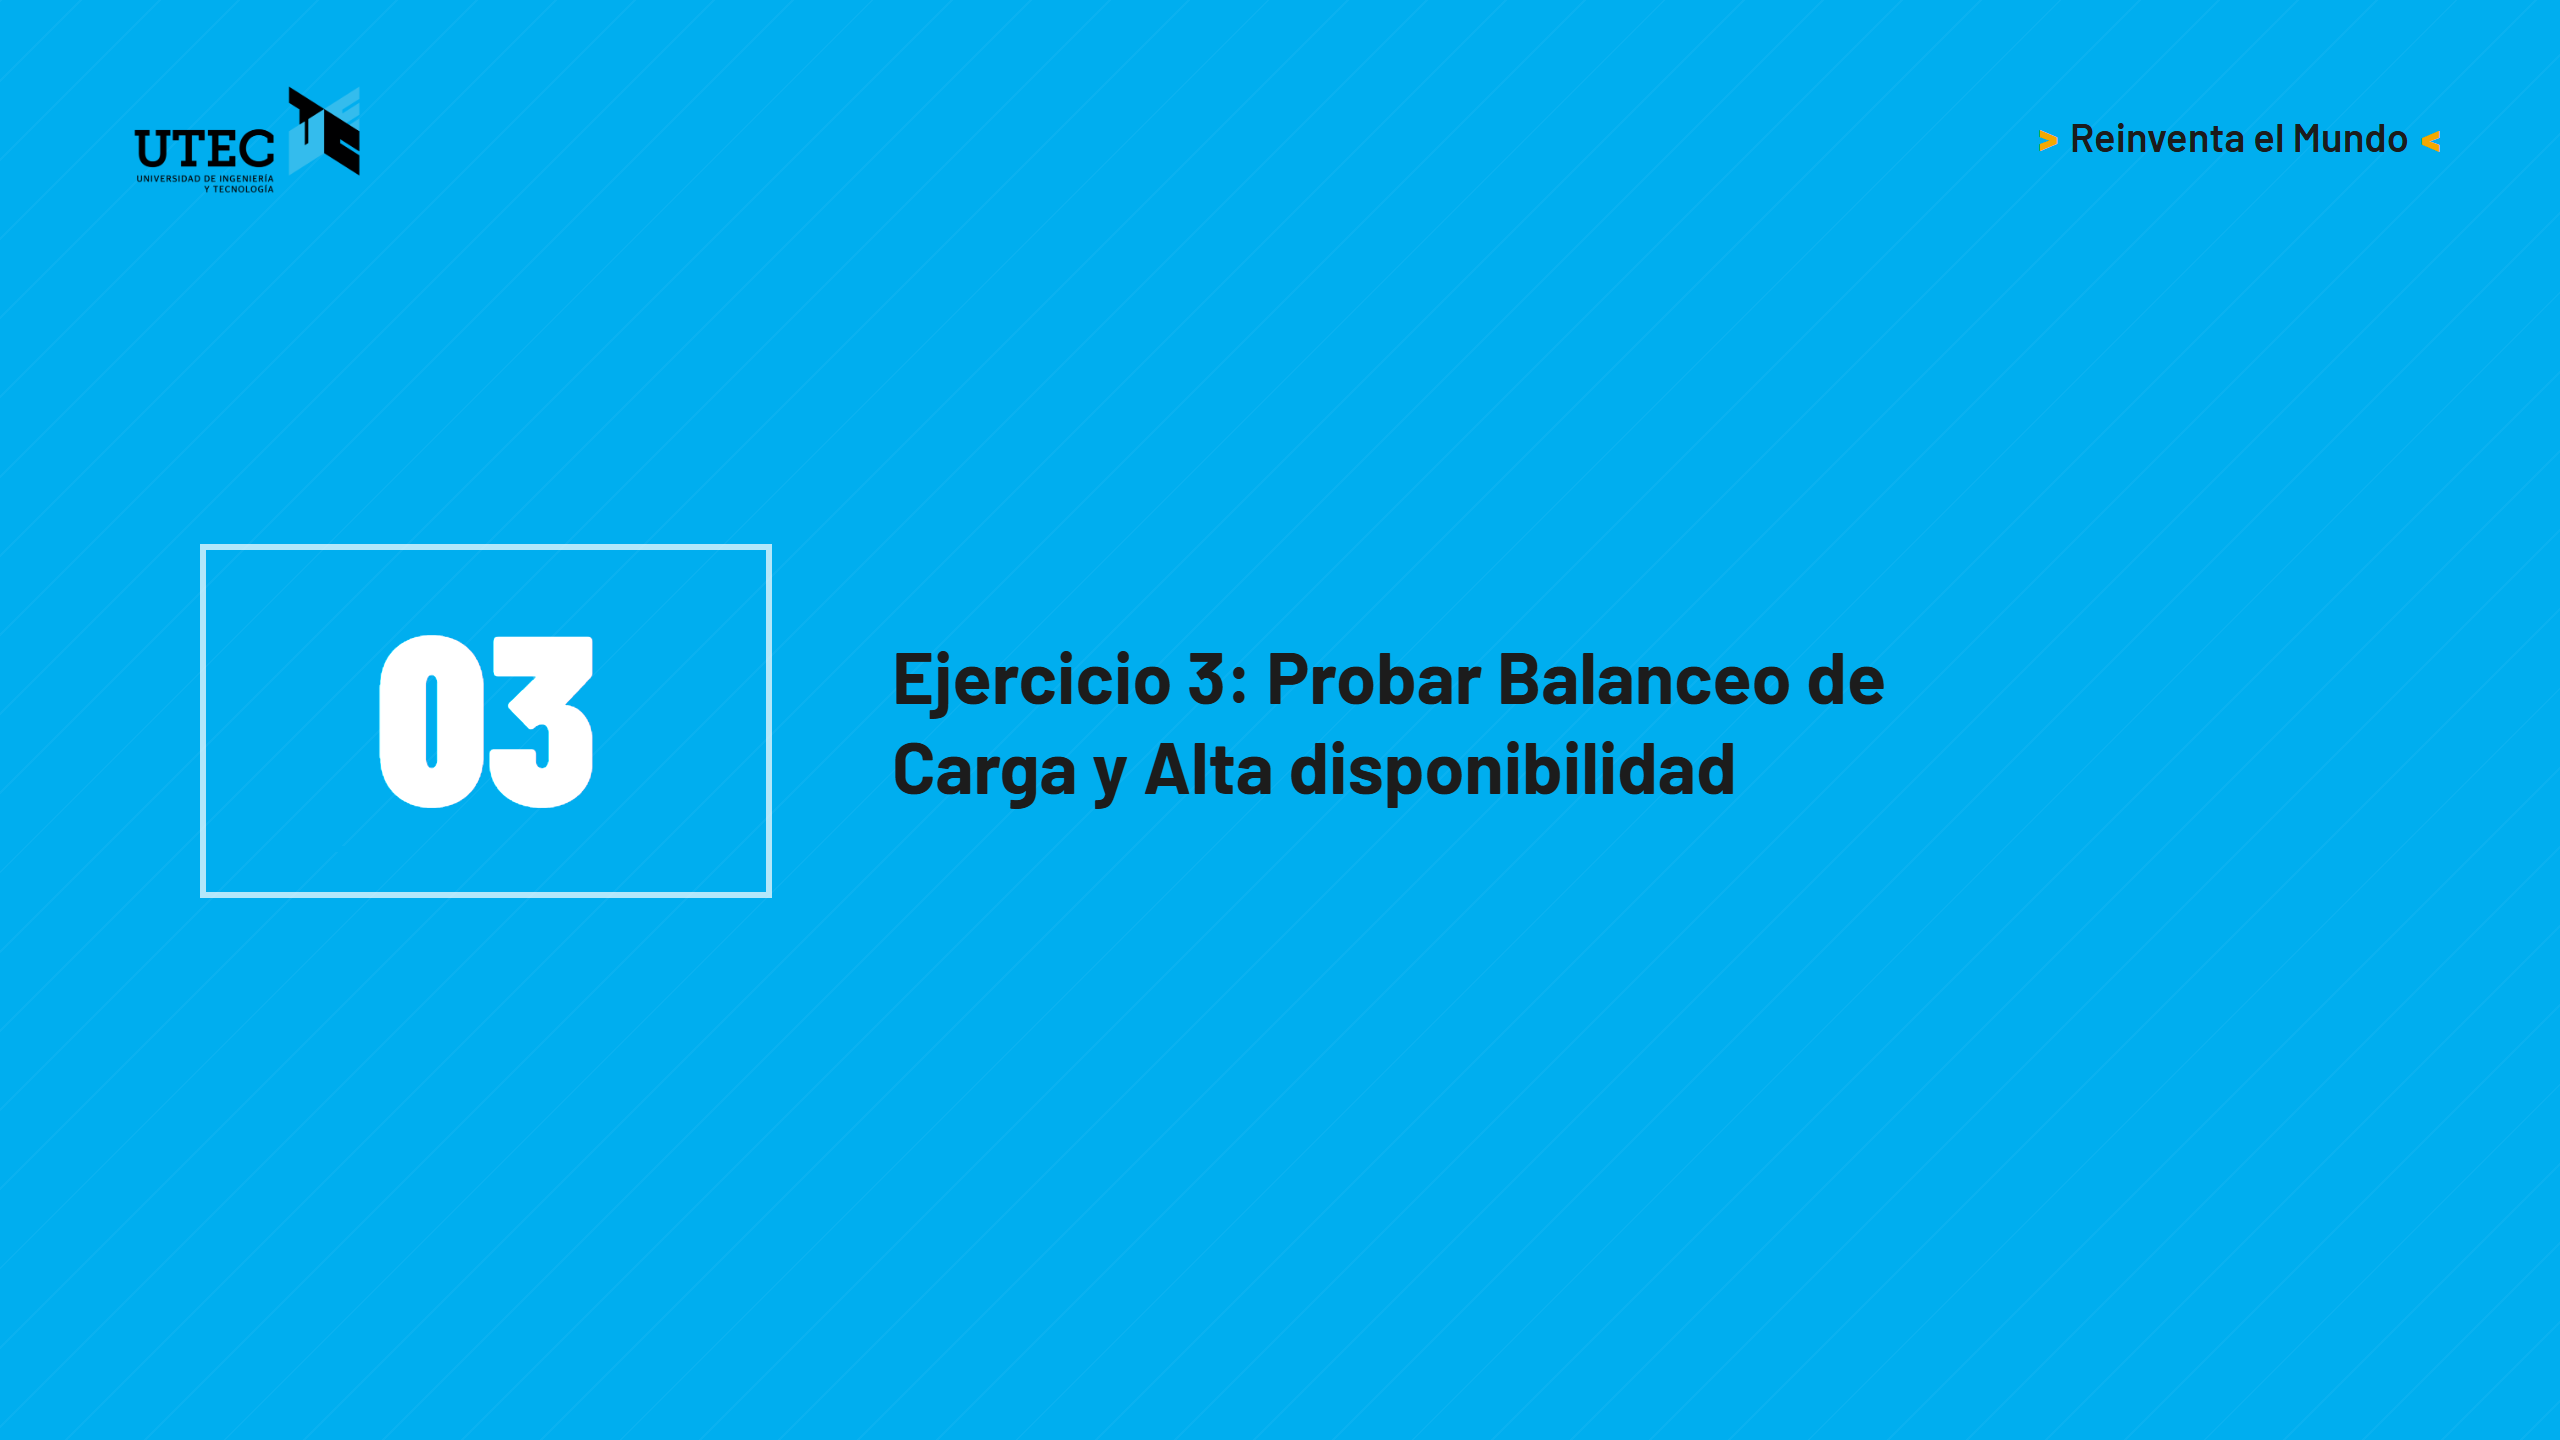 UTEC
UNIVERSIDAD DE INGENIERÍA
Y TECNOLOGÍA
> Reinventa el Mundo <
03
Ejercicio 3: Probar Balanceo de
Carga y Alta disponibilidad